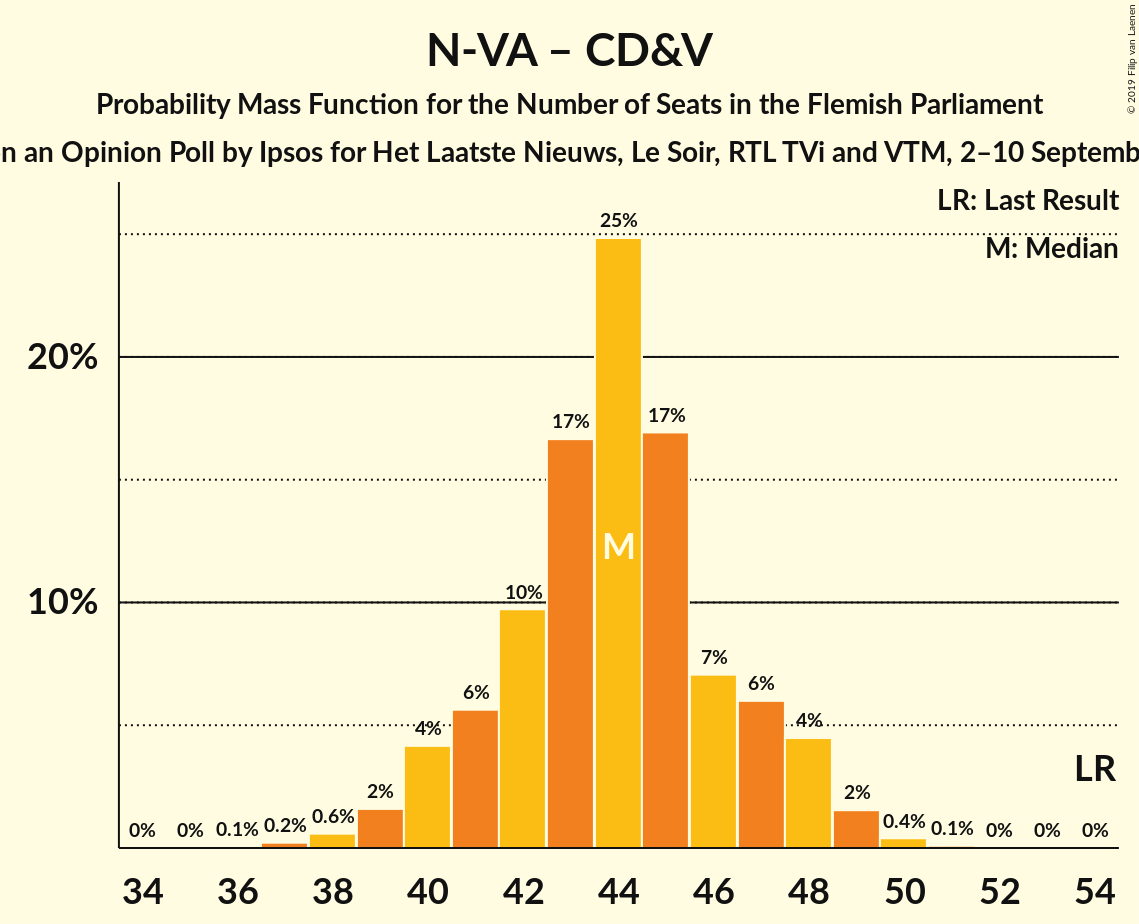 N-VA – CD&V
Probability Mass Function for the Number of Seats in the Flemish Parliament
n an Opinion Poll by Ipsos for Het Laatste Nieuws, Le Soir, RTL TVi and VTM, 2–10 Septemb
© 2019 Filip van Laenen
LR: Last Result
M: Median
20%
10%
0%
0%
0.1%
0.2%
0.6%
2%
4%
6%
10%
17%
25%
17%
7%
6%
4%
2%
0.4%
0.1%
0%
0%
0%
M
LR
34 36 38 40 42 44 46 48 50 52 54